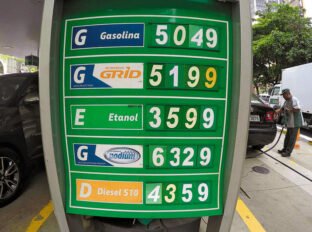 G Gasolina 5049
G GRID 5199
E Etanol 3599
G podium 6329
D Diesel S10 4359